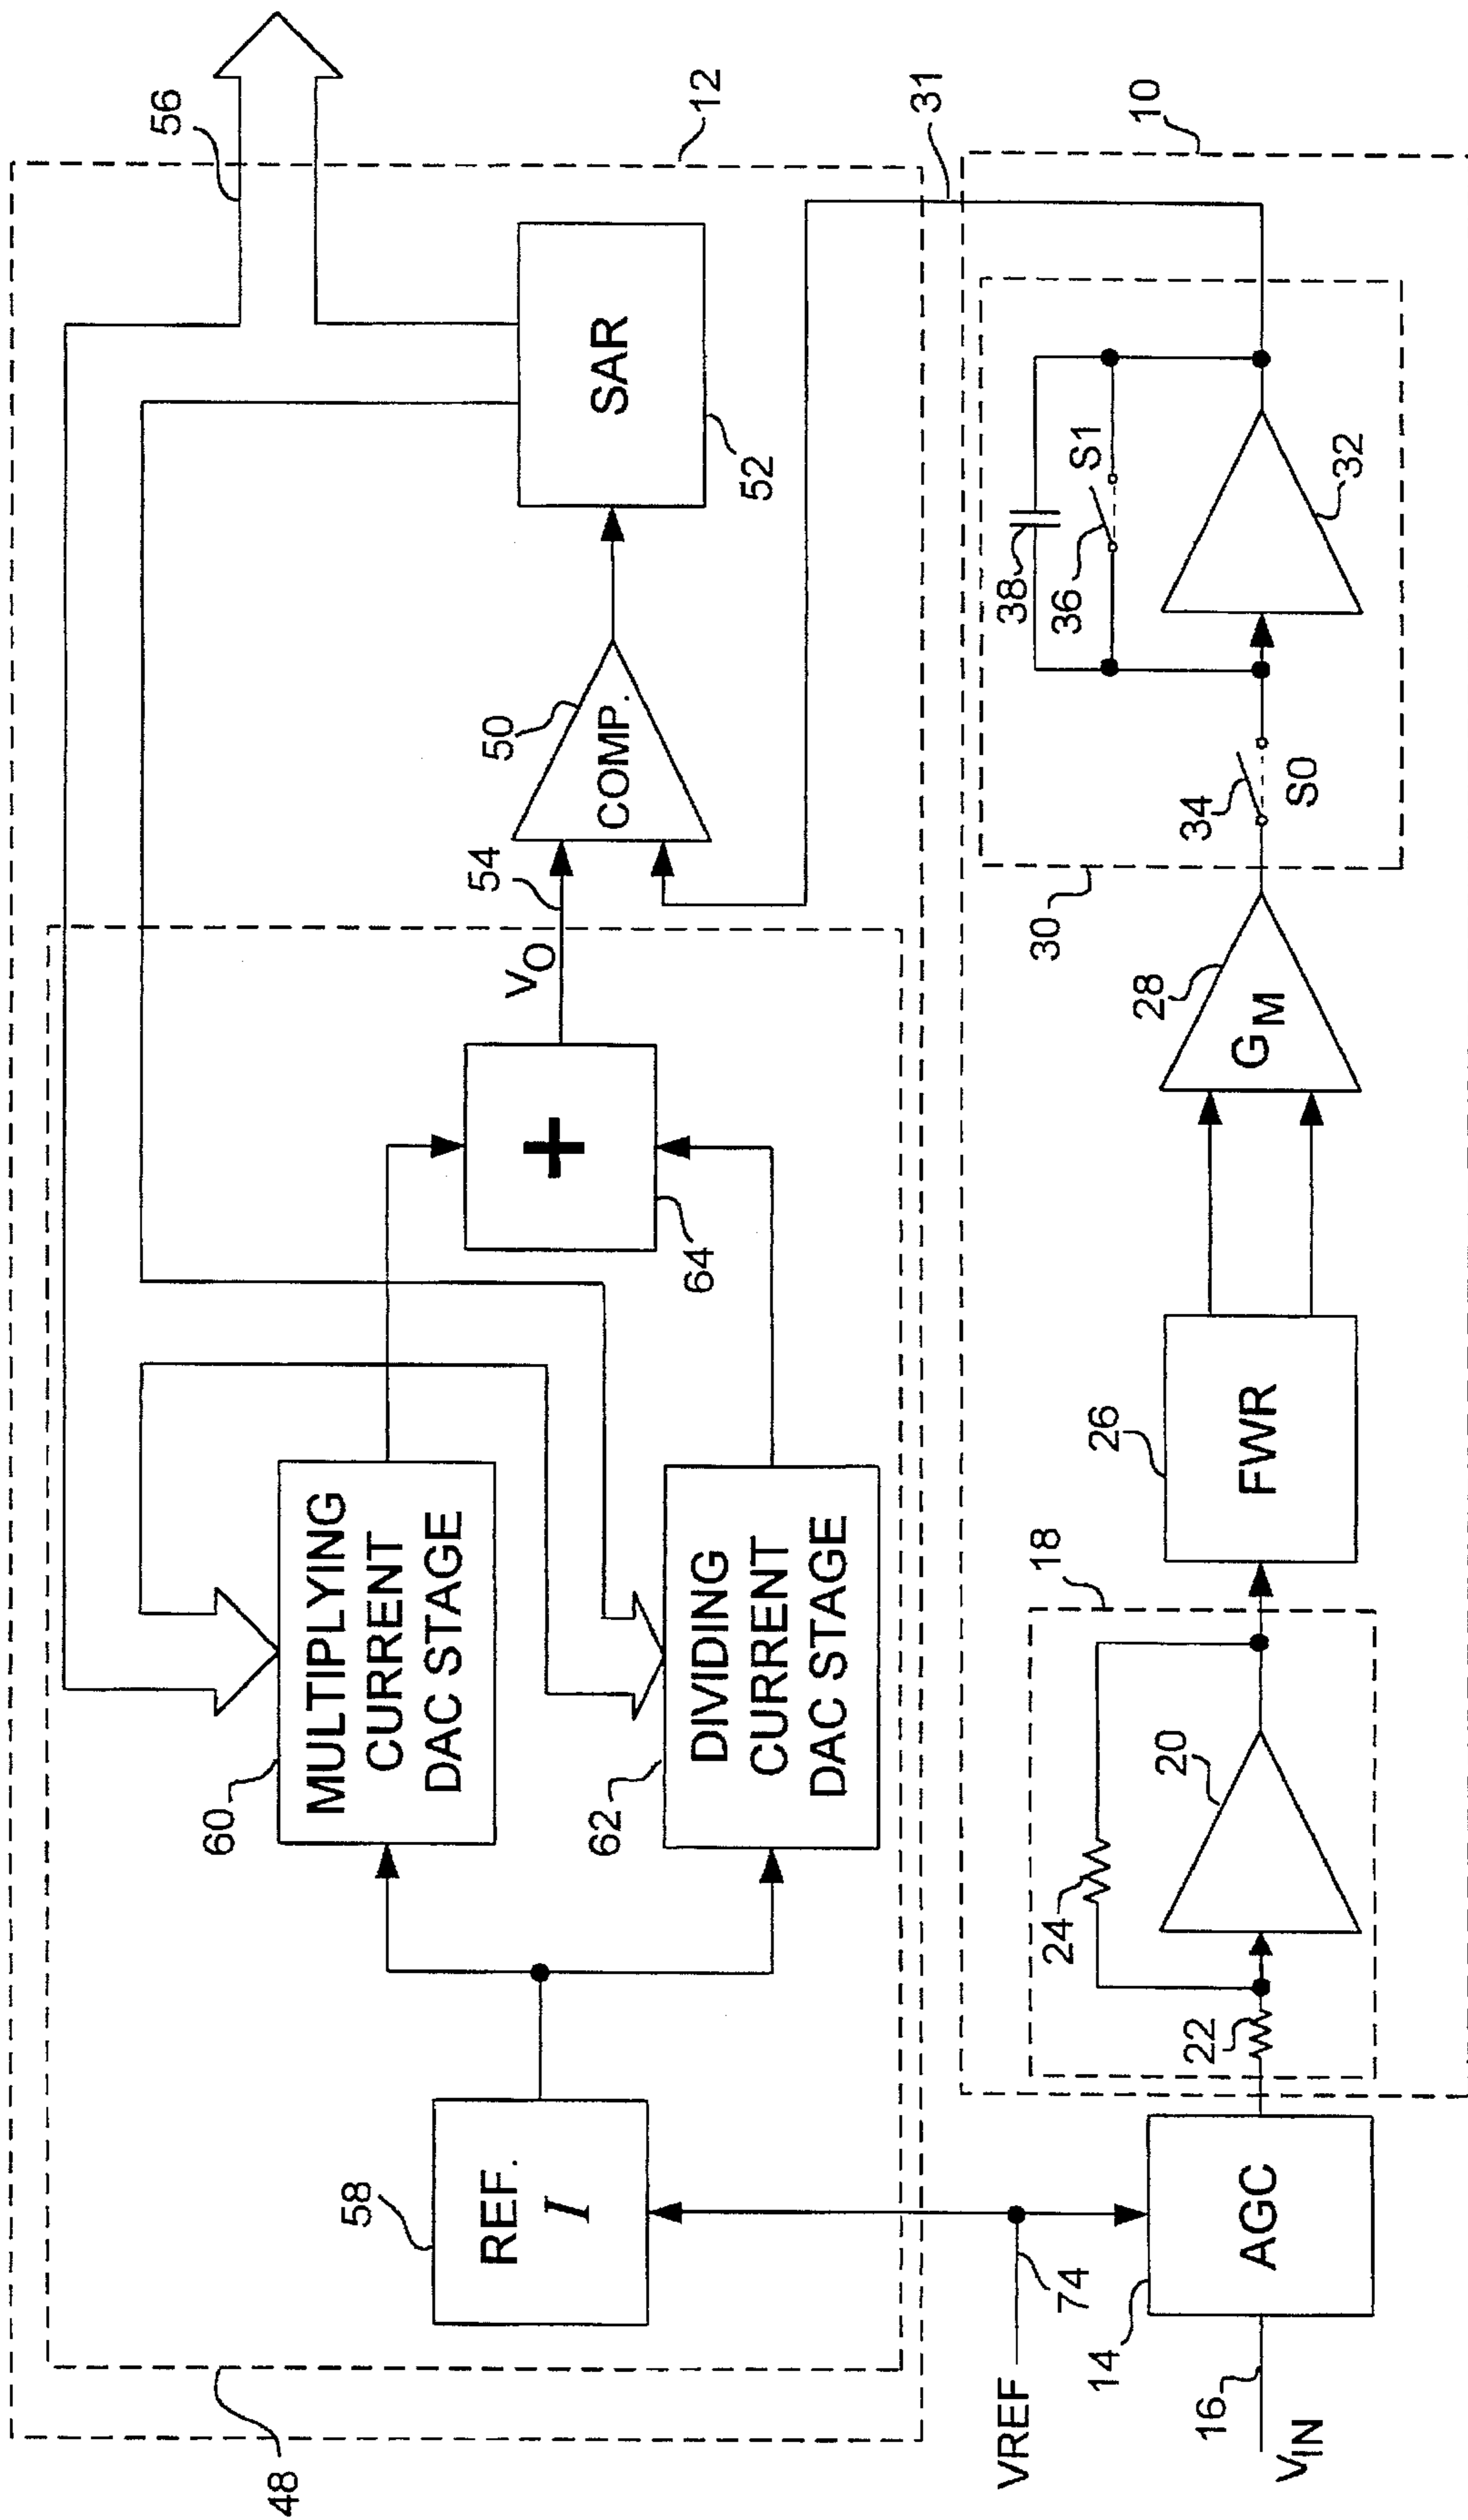 56
12
SAR
52
50
COMP.
54
VO
+
64
MULTIPLYING
CURRENT
DAC STAGE
60
DIVIDING
CURRENT
DAC STAGE
62
REF.
I
58
48
31
10
38
36
S1
32
34
S0
30
28
GM
26
FWR
18
20
24
22
AGC
14
74
VREF
16
VIN